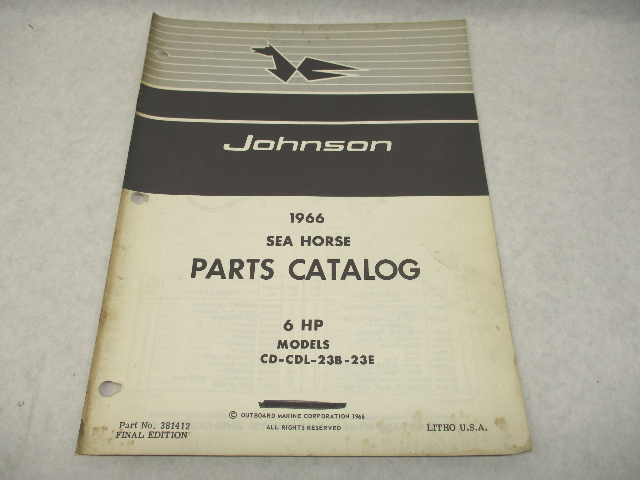 Johnson
1966
SEA HORSE
PARTS CATALOG
6 HP
MODELS
CD-CDL-23B-23E
© OUTBOARD MARINE CORPORATION 1966
ALL RIGHTS RESERVED
Part No. 381412
FINAL EDITION
LITHO U.S.A.